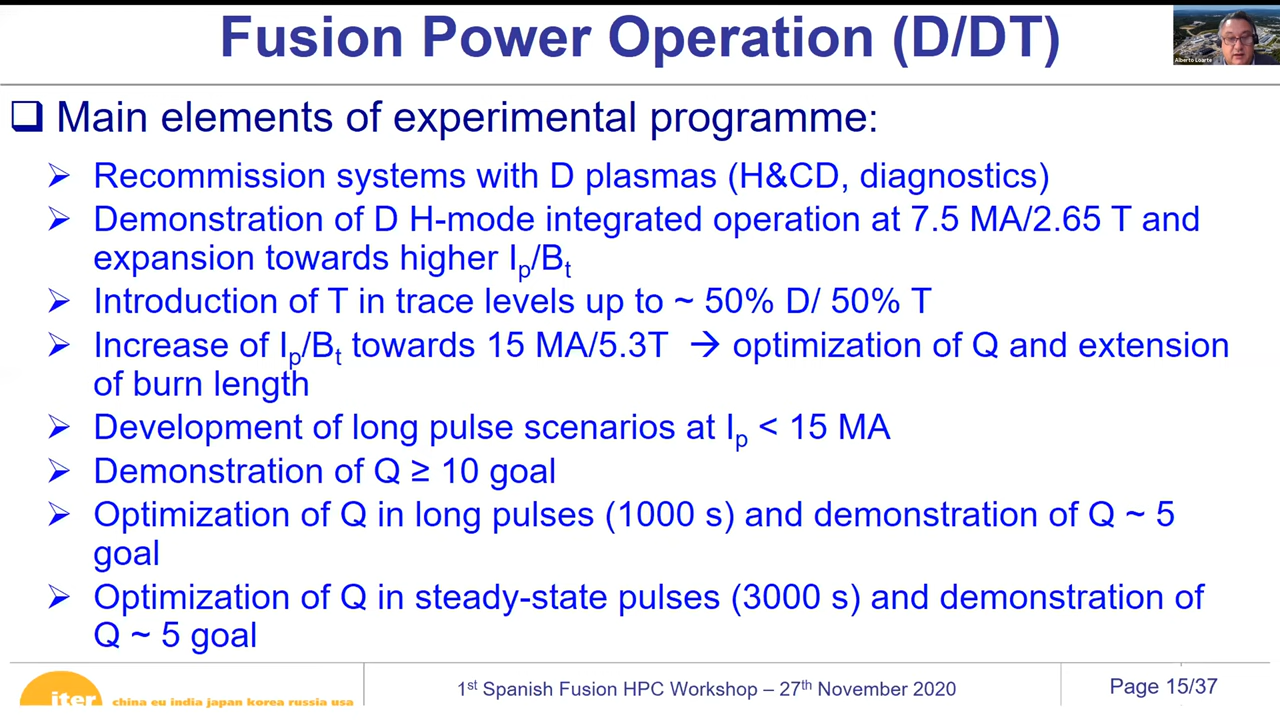 Fusion Power Operation (D/DT)
Alberto Loarte
❑ Main elements of experimental programme:
➢ Recommission systems with D plasmas (H&CD, diagnostics)
➢ Demonstration of D H-mode integrated operation at 7.5 MA/2.65 T and
expansion towards higher Ip/Bt
➢ Introduction of T in trace levels up to ~ 50% D/ 50% T
➢ Increase of Ip/Bt towards 15 MA/5.3T → optimization of Q and extension
of burn length
➢ Development of long pulse scenarios at Ip < 15 MA
➢ Demonstration of Q ≥ 10 goal
➢ Optimization of Q in long pulses (1000 s) and demonstration of Q ~ 5
goal
➢ Optimization of Q in steady-state pulses (3000 s) and demonstration of
Q ~ 5 goal
iter
china eu india japan korea russia usa
1st Spanish Fusion HPC Workshop – 27th November 2020
Page 15/37